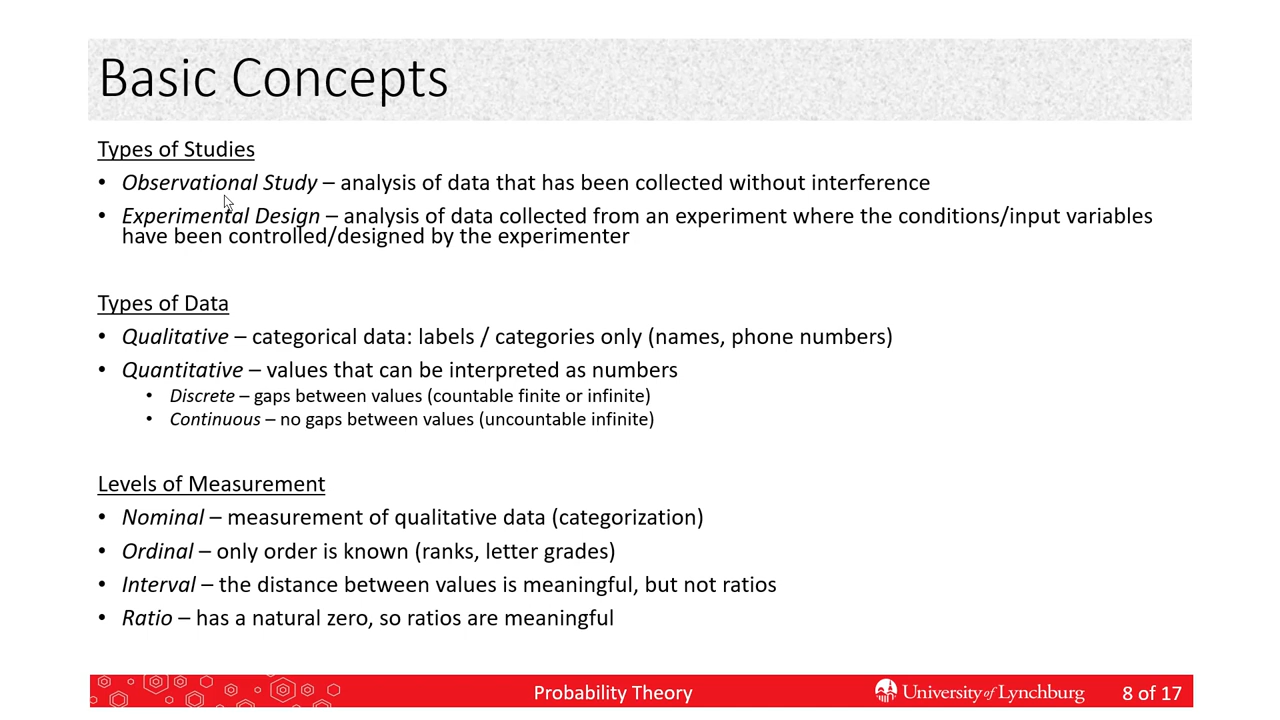 Basic Concepts
Types of Studies
• Observational Study – analysis of data that has been collected without interference
• Experimental Design – analysis of data collected from an experiment where the conditions/input variables
have been controlled/designed by the experimenter
Types of Data
• Qualitative – categorical data: labels / categories only (names, phone numbers)
• Quantitative – values that can be interpreted as numbers
• Discrete – gaps between values (countable finite or infinite)
• Continuous – no gaps between values (uncountable infinite)
Levels of Measurement
• Nominal – measurement of qualitative data (categorization)
• Ordinal – only order is known (ranks, letter grades)
• Interval – the distance between values is meaningful, but not ratios
• Ratio – has a natural zero, so ratios are meaningful
Probability Theory
University of Lynchburg
8 of 17